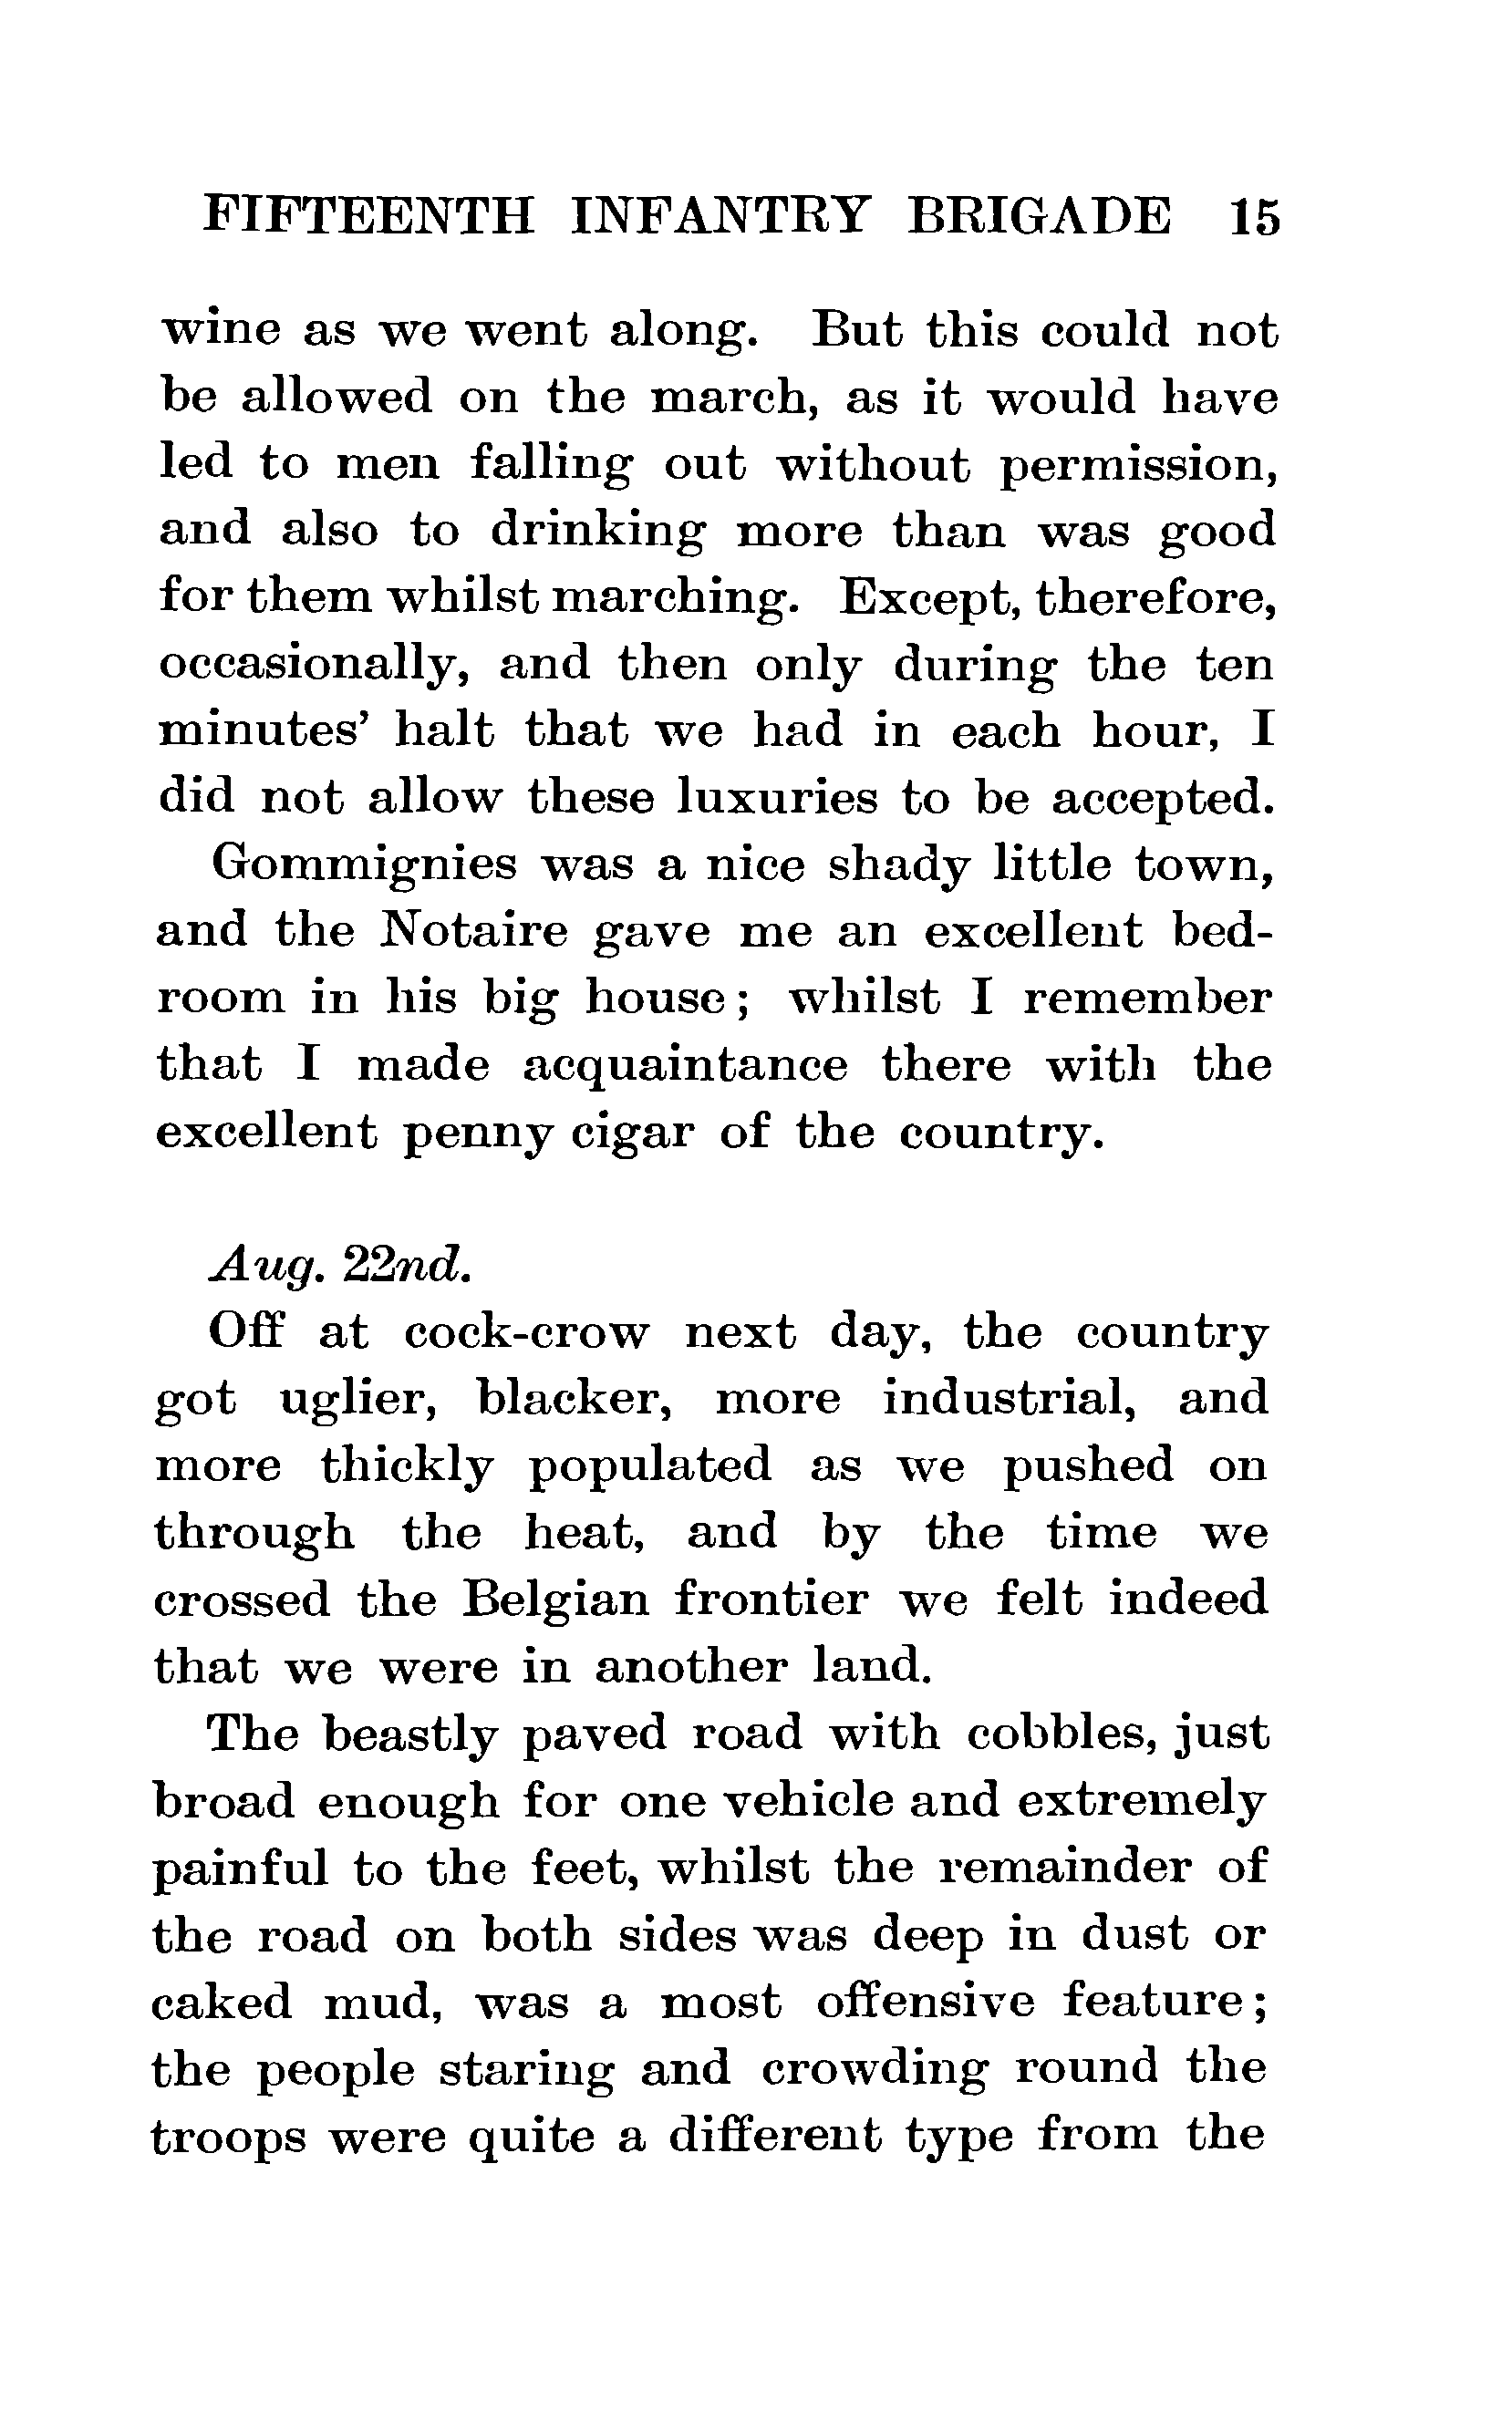 FIFTEENTH INFANTRY BRIGADE 15
wine as we went along. But this could not
be allowed on the march, as it would have
led to men falling out without permission,
and also to drinking more than was good
for them whilst marching. Except, therefore,
occasionally, and then only during the ten
minutes' halt that we had in each hour, I
did not allow these luxuries to be accepted.
Gommignies was a nice shady little town,
and the Notaire gave me an excellent bed-
room in his big house; whilst I remember
that I made acquaintance there with the
excellent penny cigar of the country.
Aug. 22nd.
Off at cock-crow next day, the country
got uglier, blacker, more industrial, and
more thickly populated as we pushed on
through the heat, and by the time we
crossed the Belgian frontier we felt indeed
that we were in another land.
The beastly paved road with cobbles, just
broad enough for one vehicle and extremely
painful to the feet, whilst the remainder of
the road on both sides was deep in dust or
caked mud, was a most offensive feature;
the people staring and crowding round the
troops were quite a different type from the